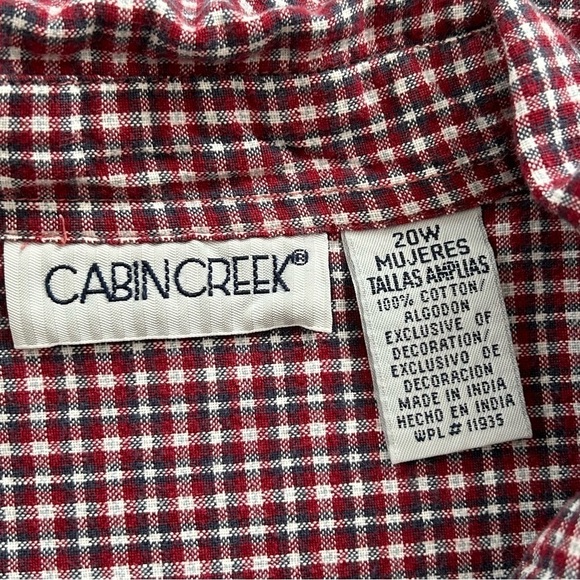 CABIN CREEK®
20W
MUJERES
TALLAS AMPLIAS
100% COTTON/
ALGODON
EXCLUSIVE OF
DECORATION/
EXCLUSIVO DE
DECORACION
MADE IN INDIA
HECHO EN INDIA
WPL# 11935